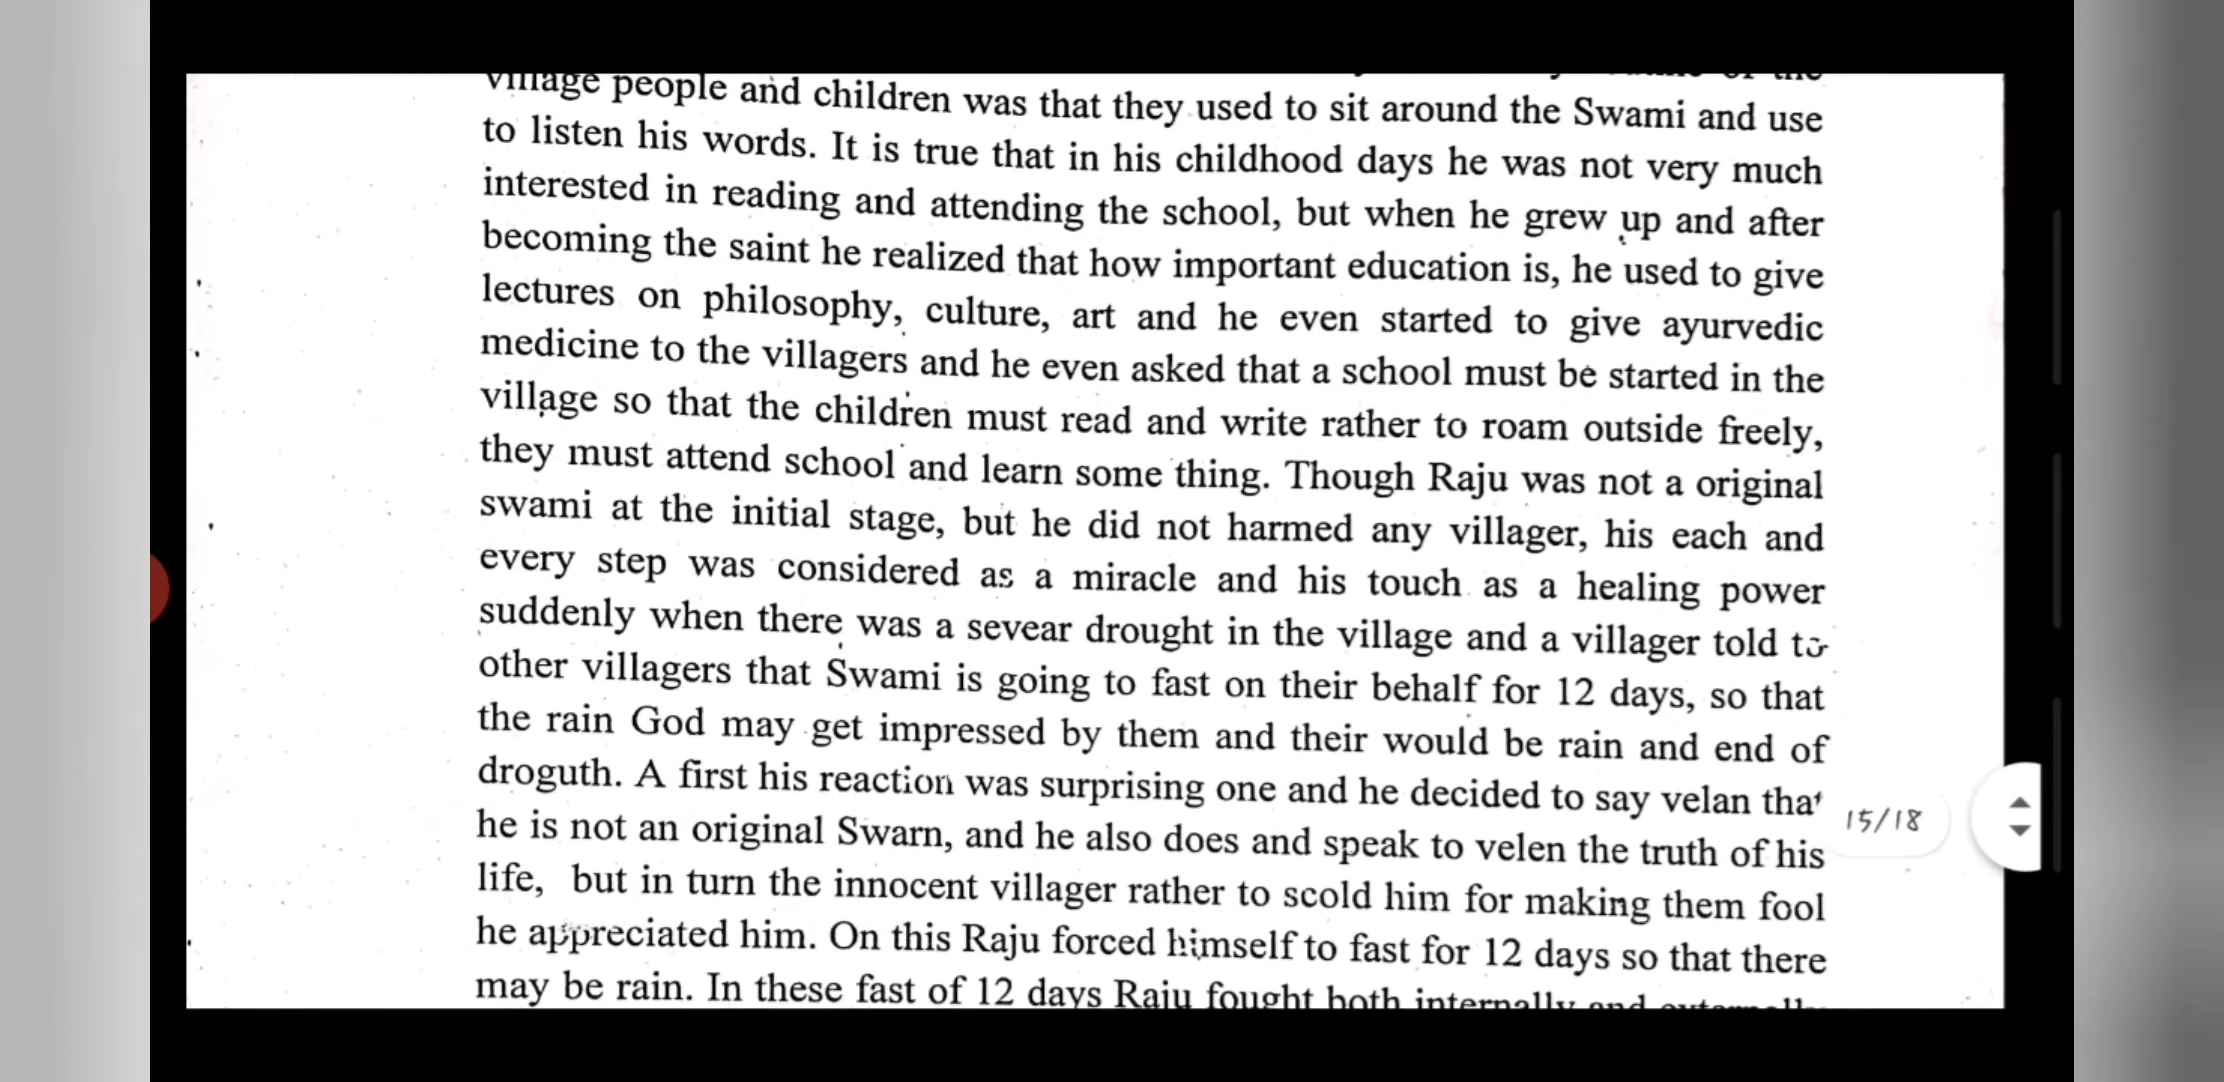 village people and children was that they used to sit around the Swami and use
to listen his words. It is true that in his childhood days he was not very much
interested in reading and attending the school, but when he grew up and after
becoming the saint he realized that how important education is, he used to give
lectures on philosophy, culture, art and he even started to give ayurvedic
medicine to the villagers and he even asked that a school must be started in the
village so that the children must read and write rather to roam outside freely,
they must attend school and learn some thing. Though Raju was not a original
swami at the initial stage, but he did not harmed any villager, his each and
every step was considered as a miracle and his touch as a healing power
suddenly when there was a sevear drought in the village and a villager told to
other villagers that Swami is going to fast on their behalf for 12 days, so that
the rain God may get impressed by them and their would be rain and end of
droguth. A first his reaction was surprising one and he decided to say velan that
he is not an original Swarn, and he also does and speak to velen the truth of his
life, but in turn the innocent villager rather to scold him for making them fool
he appreciated him. On this Raju forced himself to fast for 12 days so that there
may be rain. In these fast of 12 days Raju fought both internally and
15/18